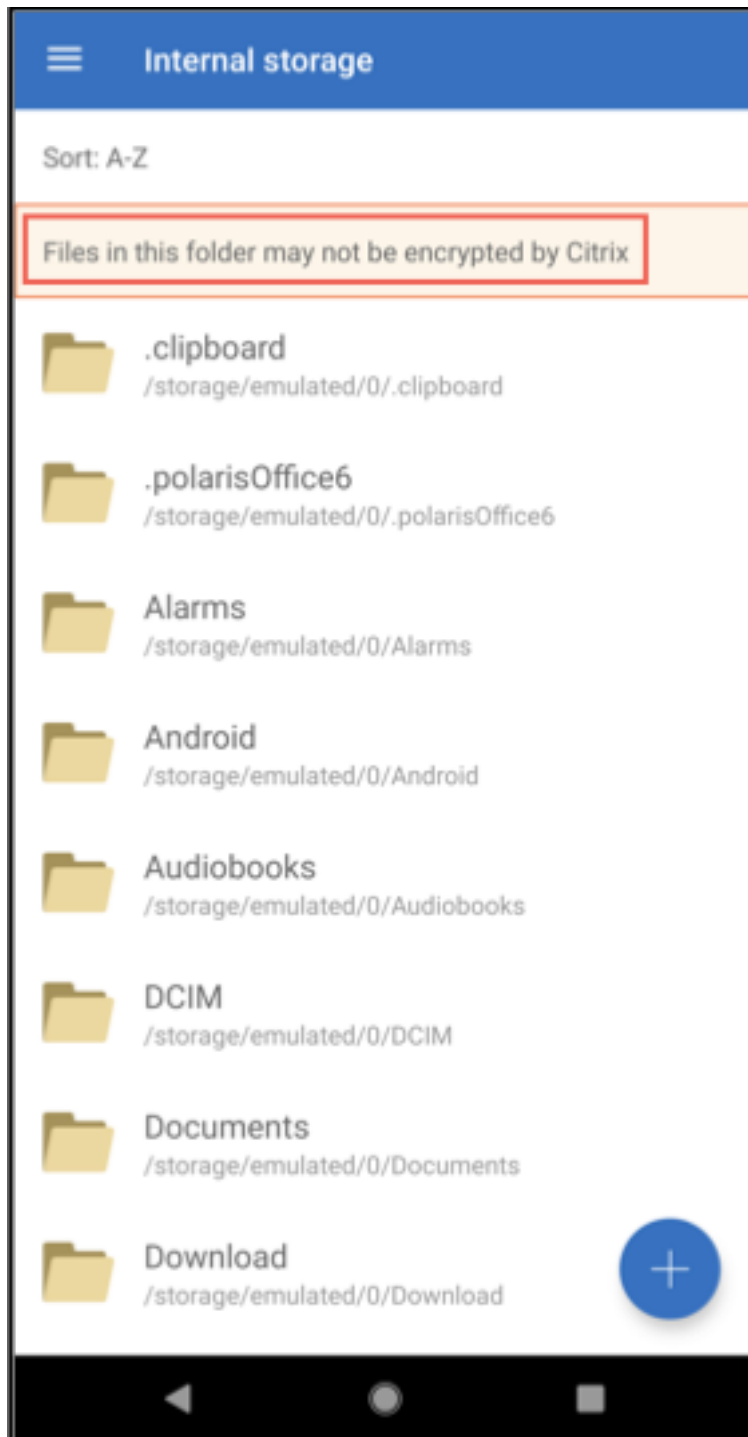 Internal storage
Sort: A-Z
Files in this folder may not be encrypted by Citrix
.clipboard
/storage/emulated/0/.clipboard
.polarisOffice6
/storage/emulated/0/.polarisOffice6
Alarms
/storage/emulated/0/Alarms
Android
/storage/emulated/0/Android
Audiobooks
/storage/emulated/0/Audiobooks
DCIM
/storage/emulated/0/DCIM
Documents
/storage/emulated/0/Documents
Download
/storage/emulated/0/Download